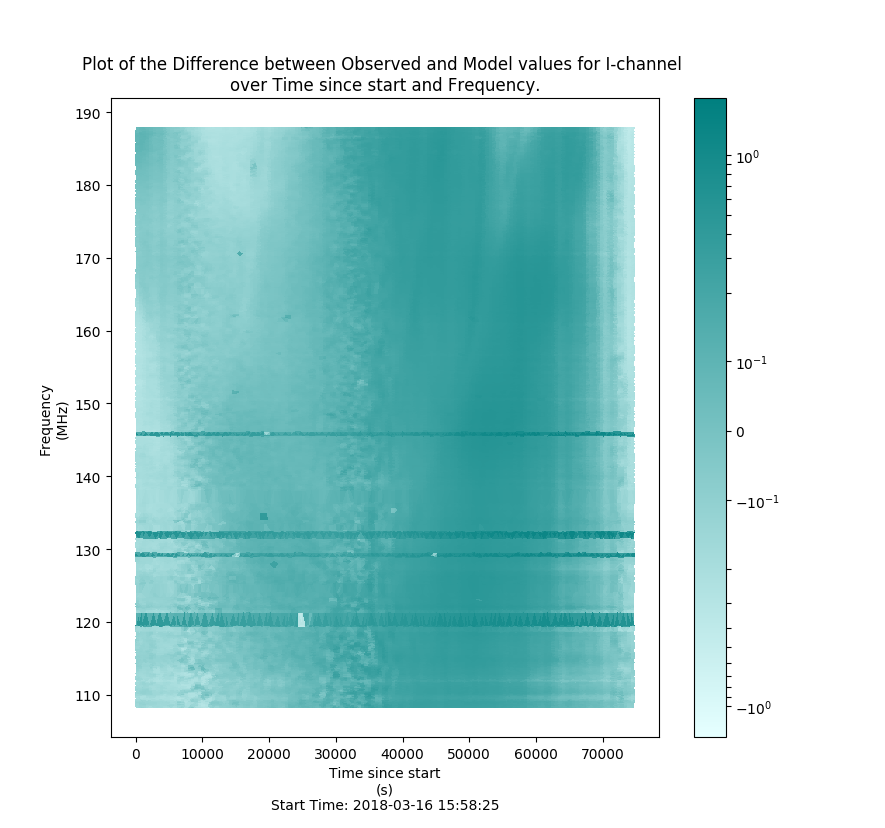 Plot of the Difference between Observed and Model values for I-channel
over Time since start and Frequency.
190
180
170
160
150
140
130
120
110
Frequency
(MHz)
0 10000 20000 30000 40000 50000 60000 70000
Time since start
(s)
Start Time: 2018-03-16 15:58:25
10⁰
10⁻¹
0
−10⁻¹
−10⁰